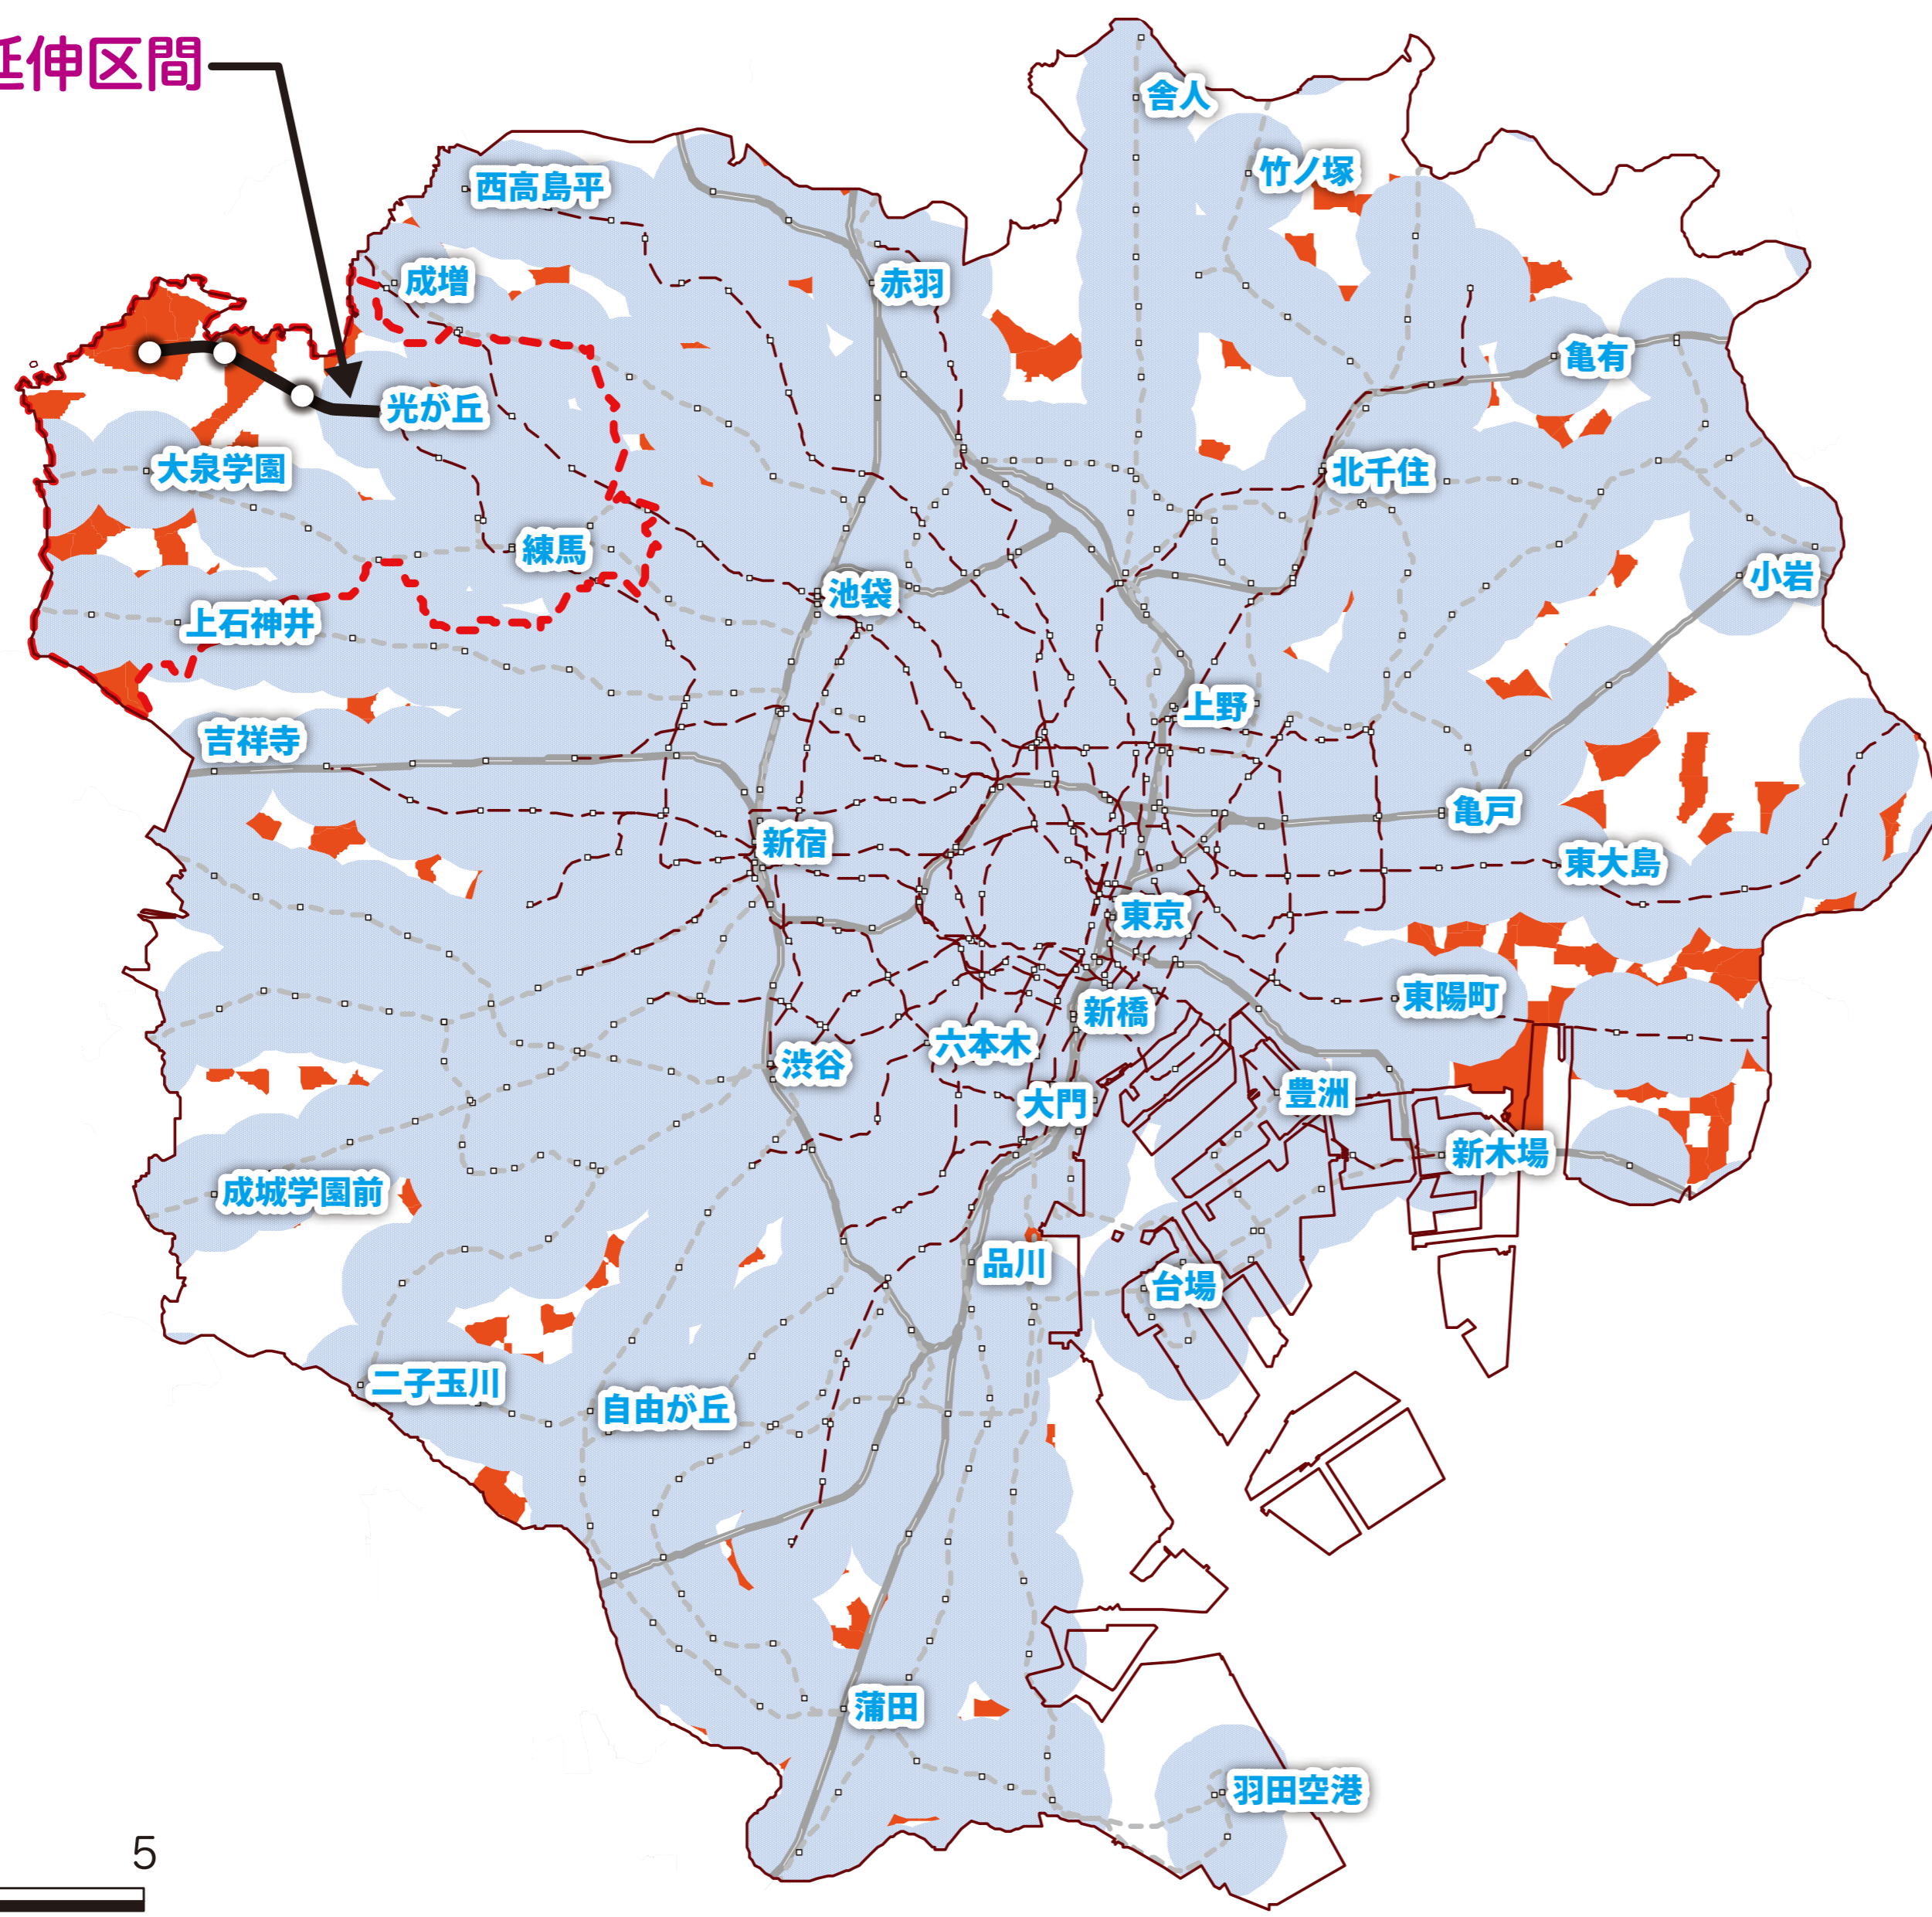 延伸区間
舎人
竹ノ塚
西高島平
成増
赤羽
亀有
光が丘
大泉学園
北千住
練馬
小岩
池袋
上石神井
上野
吉祥寺
亀戸
新宿
東大島
東京
東陽町
新橋
六本木
渋谷
豊洲
大門
新木場
成城学園前
品川
台場
二子玉川
自由が丘
蒲田
羽田空港
5